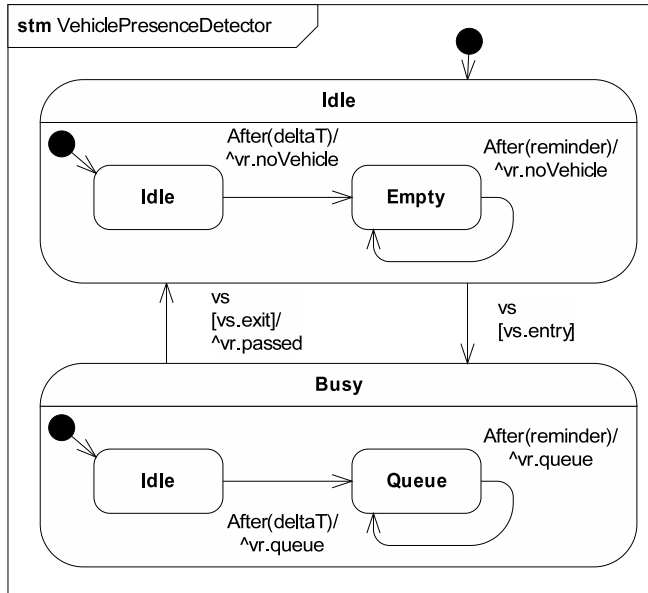 stm VehiclePresenceDetector
Idle
After(deltaT)/
^vr.noVehicle
After(reminder)/
^vr.noVehicle
Idle
Empty
vs
[vs.exit]/
^vr.passed
vs
[vs.entry]
Busy
After(reminder)/
^vr.queue
Idle
Queue
After(deltaT)/
^vr.queue